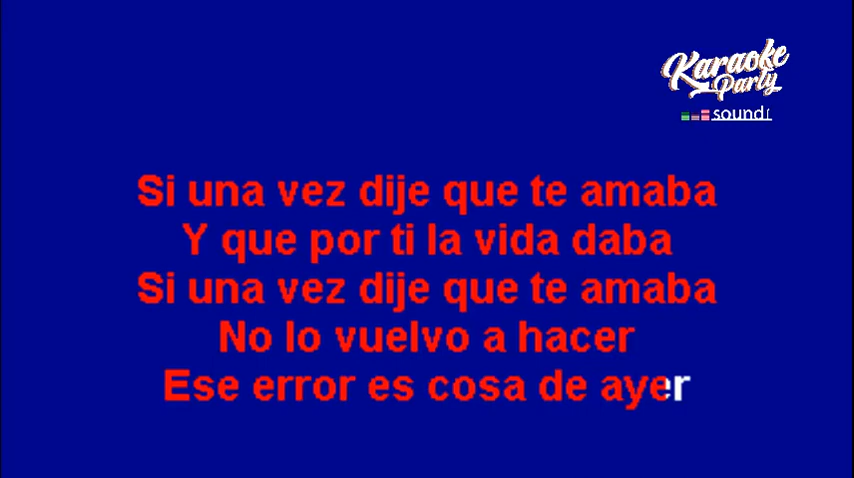 Karaoke
Party
sound
Si una vez dije que te amaba
Y que por ti la vida daba
Si una vez dije que te amaba
No lo vuelvo a hacer
Ese error es cosa de ayer